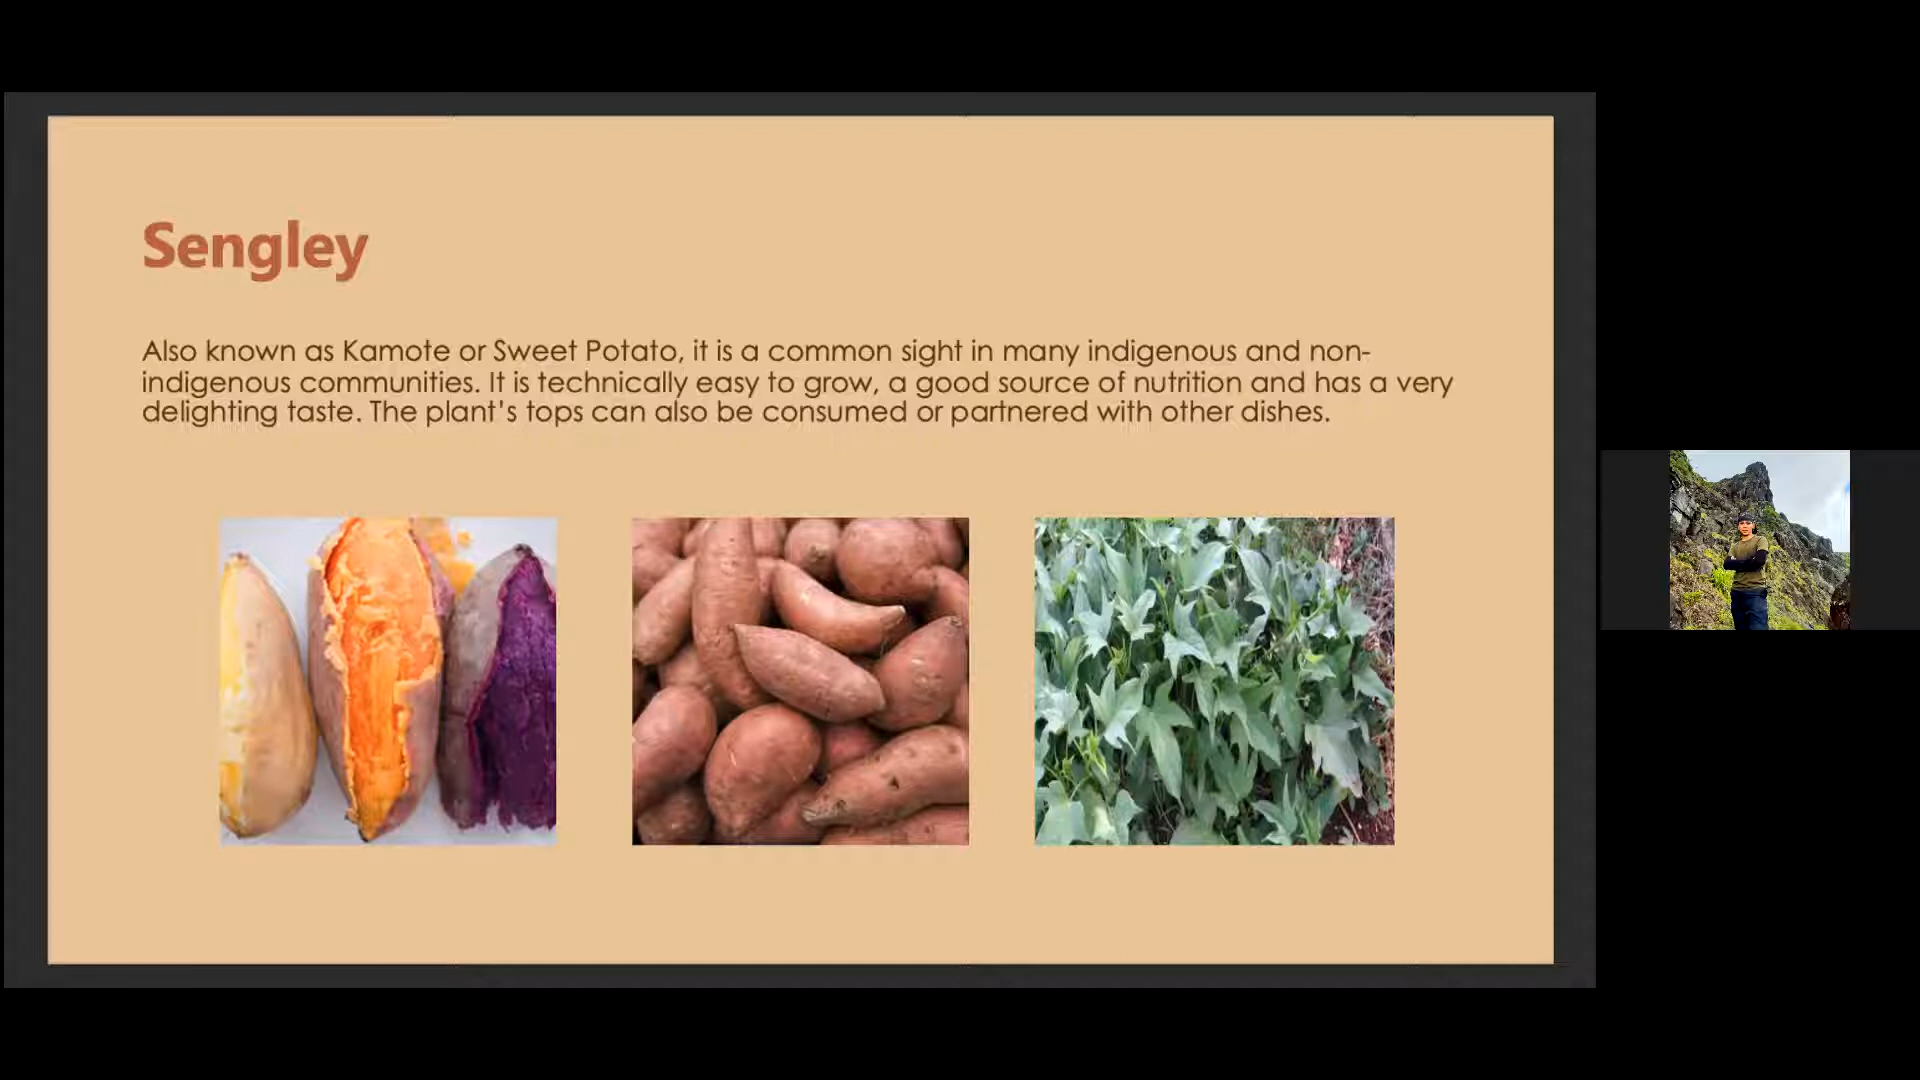 Sengley
Also known as Kamote or Sweet Potato, it is a common sight in many indigenous and non-
indigenous communities. It is technically easy to grow, a good source of nutrition and has a very
delighting taste. The plant’s tops can also be consumed or partnered with other dishes.